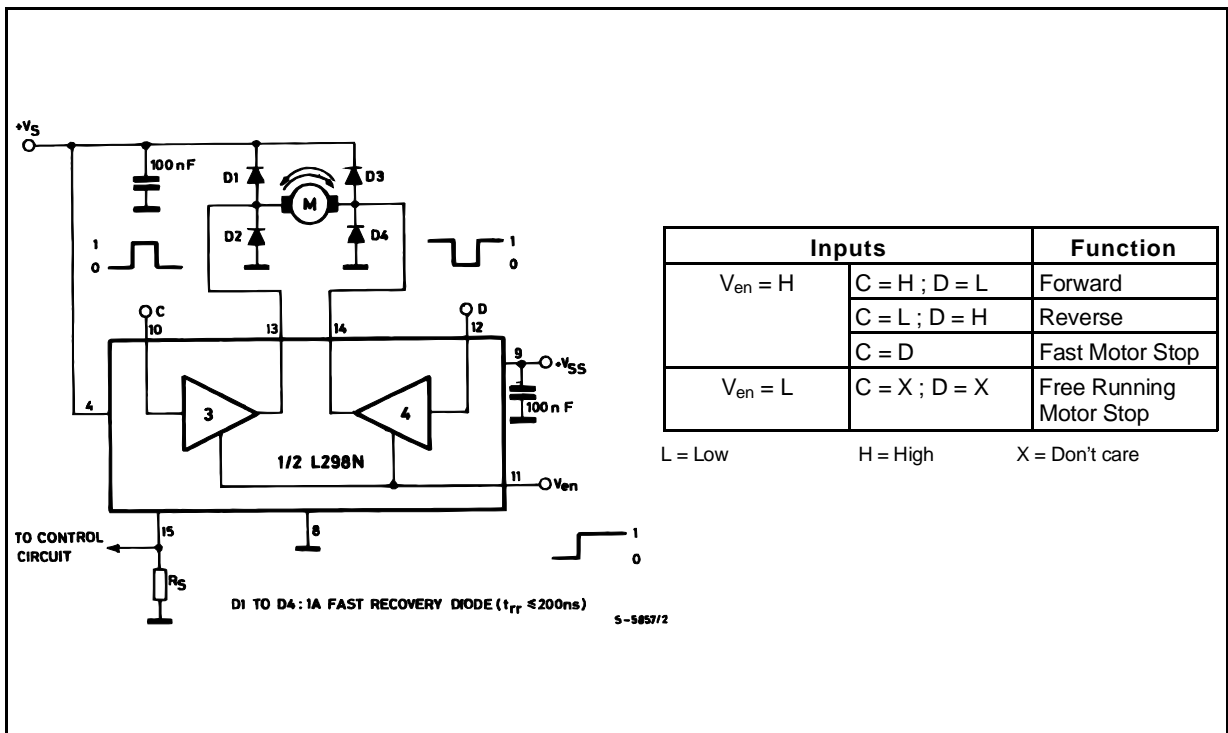 +VS
100nF
D1
D3
M
D2
D4
1
0
1
0
C
D
10
13
14
12
9
+VSS
4
3
4
100nF
1/2 L298N
11
Ven
15
8
TO CONTROL
CIRCUIT
RS
1
0
D1 TO D4 : 1A FAST RECOVERY DIODE (trr ≤ 200ns)
S-5857/2
Inputs Function
Ven = H C = H ; D = L Forward
C = L ; D = H Reverse
C = D Fast Motor Stop
Ven = L C = X ; D = X Free Running
Motor Stop
L = Low H = High X = Don't care